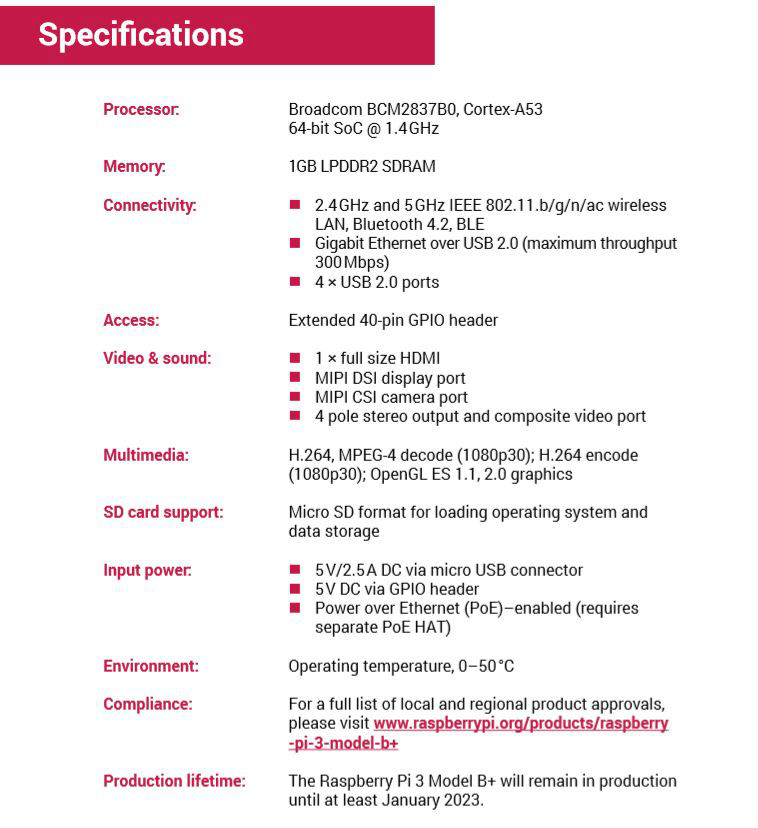 Specifications
Processor:
Broadcom BCM2837B0, Cortex-A53
64-bit SoC @ 1.4GHz
Memory:
1GB LPDDR2 SDRAM
Connectivity:
2.4GHz and 5GHz IEEE 802.11.b/g/n/ac wireless
LAN, Bluetooth 4.2, BLE
Gigabit Ethernet over USB 2.0 (maximum throughput
300Mbps)
4 × USB 2.0 ports
Access:
Extended 40-pin GPIO header
Video & sound:
1 × full size HDMI
MIPI DSI display port
MIPI CSI camera port
4 pole stereo output and composite video port
Multimedia:
H.264, MPEG-4 decode (1080p30); H.264 encode
(1080p30); OpenGL ES 1.1, 2.0 graphics
SD card support:
Micro SD format for loading operating system and
data storage
Input power:
5V/2.5A DC via micro USB connector
5V DC via GPIO header
Power over Ethernet (PoE)–enabled (requires
separate PoE HAT)
Environment:
Operating temperature, 0–50°C
Compliance:
For a full list of local and regional product approvals,
please visit www.raspberrypi.org/products/raspberry
-pi-3-model-b+
Production lifetime:
The Raspberry Pi 3 Model B+ will remain in production
until at least January 2023.